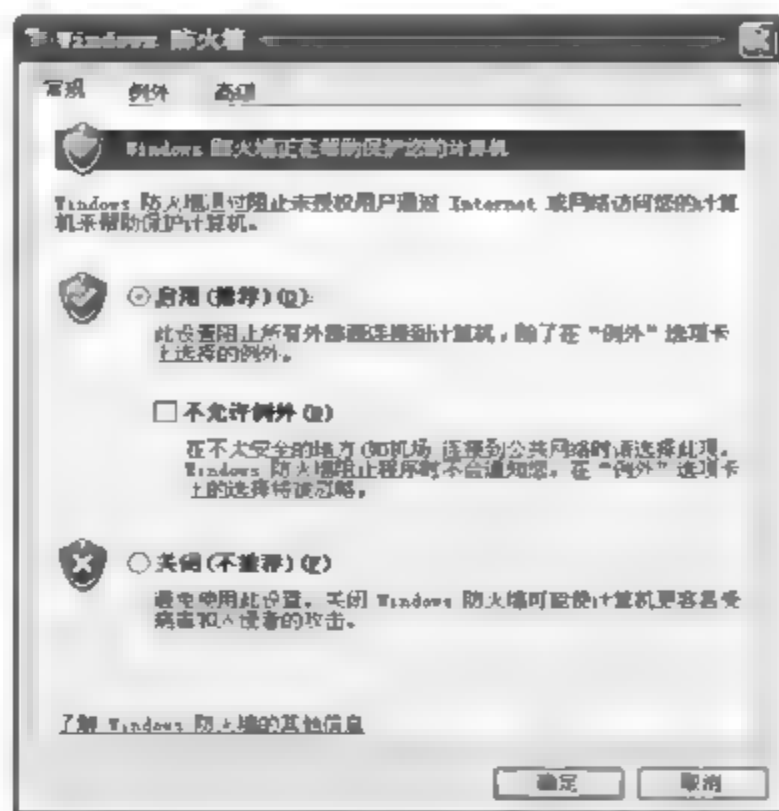 Windows 防火墙
常规 例外 高级
Windows 防火墙正在帮助保护您的计算机
Windows 防火墙通过阻止未授权用户通过 Internet 或网络访问您的计算
机来帮助保护计算机。
启用(推荐)(O)
此设置阻止所有外部源连接到计算机，除了在“例外”选项卡
上选择的例外。
不允许例外(D)
在不太安全的地方(如机场)连接到公共网络时请选择此项。
Windows 防火墙阻止程序时不会通知您。在“例外”选项卡
上的选择将被忽略。
关闭(不推荐)(F)
避免使用此设置。关闭 Windows 防火墙可能使计算机更容易受
病毒和入侵者的攻击。
了解 Windows 防火墙的其他信息
确定 取消